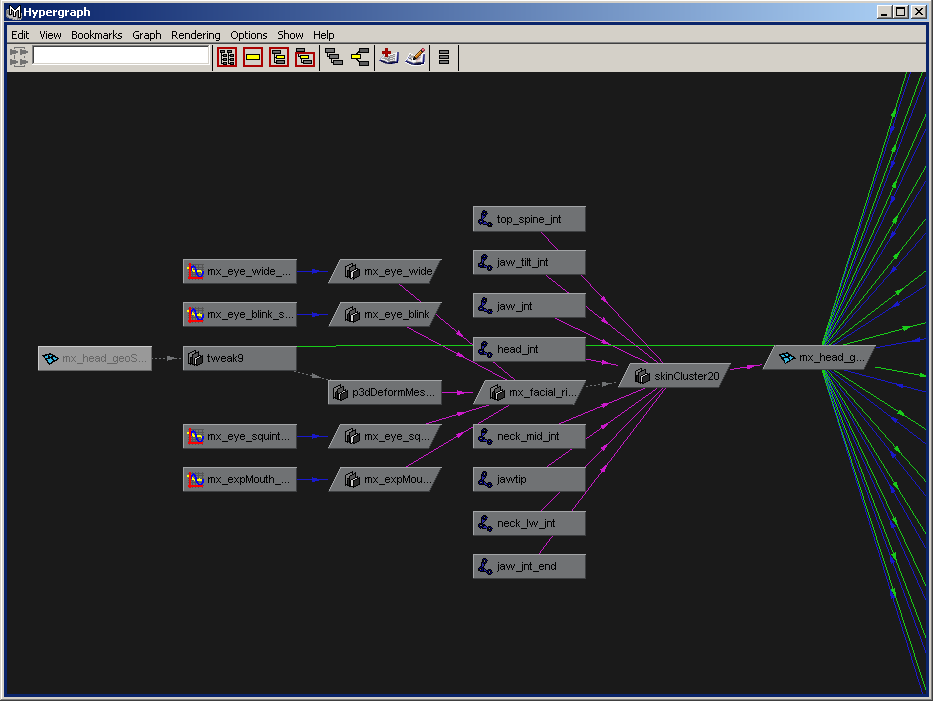 Hypergraph
Edit View Bookmarks Graph Rendering Options Show Help
top_spine_jnt
mx_eye_wide_... mx_eye_wide jaw_tilt_jnt
mx_eye_blink_s... mx_eye_blink jaw_jnt
mx_head_geoS... tweak9 head_jnt mx_head_g...
skinCluster20
p3dDeformMes... mx_facial_ri...
mx_eye_squint... mx_eye_sq... neck_mid_jnt
mx_expMouth_... mx_expMou... jawtip
neck_lw_jnt
jaw_jnt_end